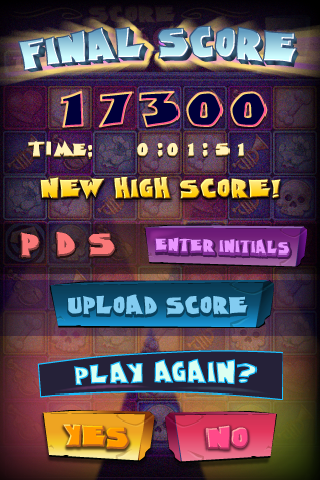 FINAL SCORE
17300
TIME: 0:01:51
NEW HIGH SCORE!
P D S ENTER INITIALS
UPLOAD SCORE
PLAY AGAIN?
YES NO